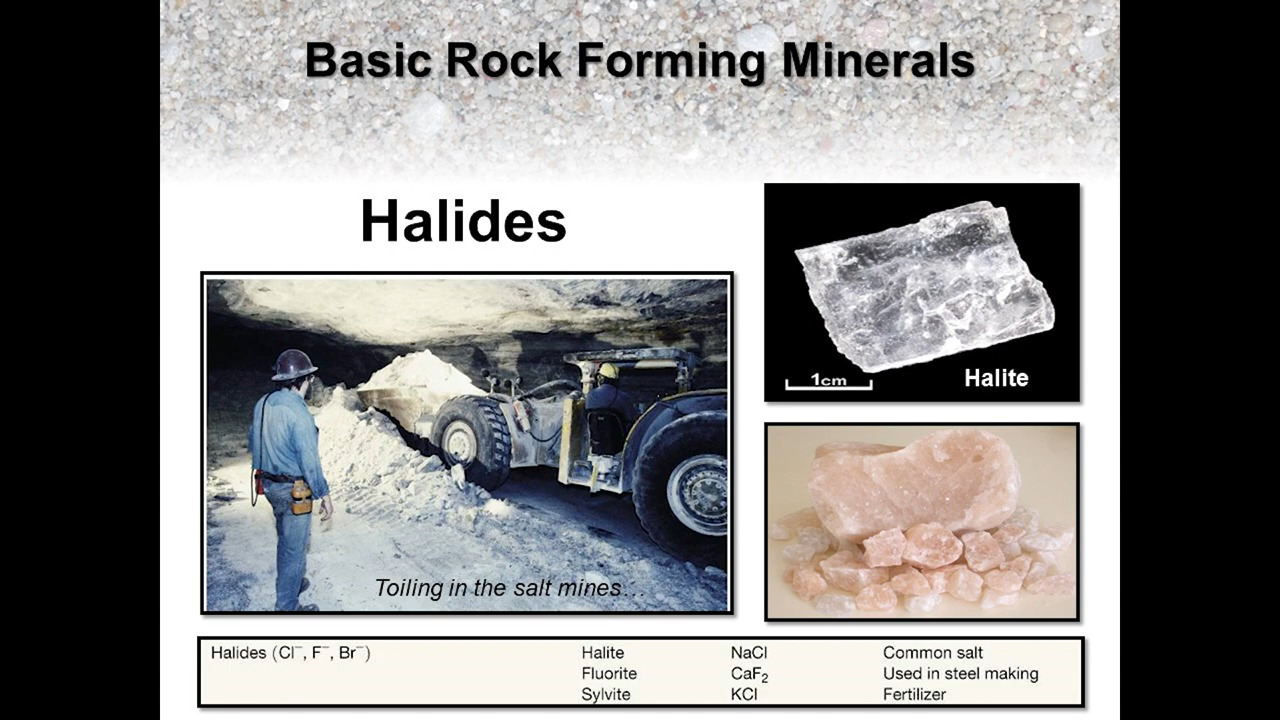 Basic Rock Forming Minerals
Halides
1cm
Halite
Toiling in the salt mines…
Halides (Cl⁻, F⁻, Br⁻) Halite NaCl Common salt
Fluorite CaF₂ Used in steel making
Sylvite KCl Fertilizer